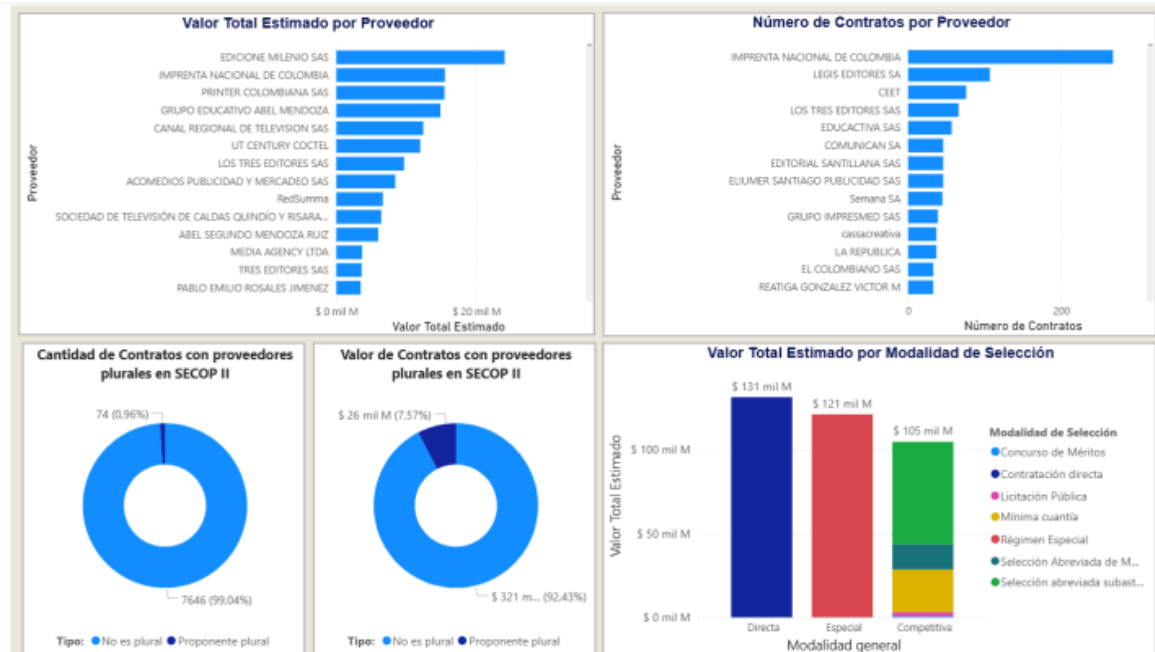 Valor Total Estimado por Proveedor
Proveedor
EDICIONE MILENIO SAS
IMPRENTA NACIONAL DE COLOMBIA
PRINTER COLOMBIANA SAS
GRUPO EDUCATIVO ABEL MENDOZA
CANAL REGIONAL DE TELEVISION SAS
UT CENTURY COCTEL
LOS TRES EDITORES SAS
ACOMEDIOS PUBLICIDAD Y MERCADEO SAS
RedSumma
SOCIEDAD DE TELEVISIÓN DE CALDAS QUINDÍO Y RISARA...
ABEL SEGUNDO MENDOZA RUIZ
MEDIA AGENCY LTDA
TRES EDITORES SAS
PABLO EMILIO ROSALES JIMENEZ
$ 0 mil M $ 20 mil M
Valor Total Estimado
Número de Contratos por Proveedor
Proveedor
IMPRENTA NACIONAL DE COLOMBIA
LEGIS EDITORES SA
CEET
LOS TRES EDITORES SAS
EDUCACTIVA SAS
COMUNICAN SA
EDITORIAL SANTILLANA SAS
ELIUMER SANTIAGO PUBLICIDAD SAS
Semana SA
GRUPO IMPRESMED SAS
cassacreativa
LA REPUBLICA
EL COLOMBIANO SAS
REATIGA GONZALEZ VICTOR M
0 200
Número de Contratos
Cantidad de Contratos con proveedores
plurales en SECOP II
74 (0,96%)
7646 (99,04%)
Tipo: No es plural Proponente plural
Valor de Contratos con proveedores
plurales en SECOP II
$ 26 mil M (7,57%)
$ 321 m... (92,43%)
Tipo: No es plural Proponente plural
Valor Total Estimado por Modalidad de Selección
Valor Total Estimado
$ 131 mil M
$ 121 mil M
$ 105 mil M
$ 100 mil M
$ 50 mil M
$ 0 mil M
Directa Especial Competitiva
Modalidad general
Modalidad de Selección
Concurso de Méritos
Contratación directa
Licitación Pública
Mínima cuantía
Régimen Especial
Selección Abreviada de M...
Selección abreviada subast...